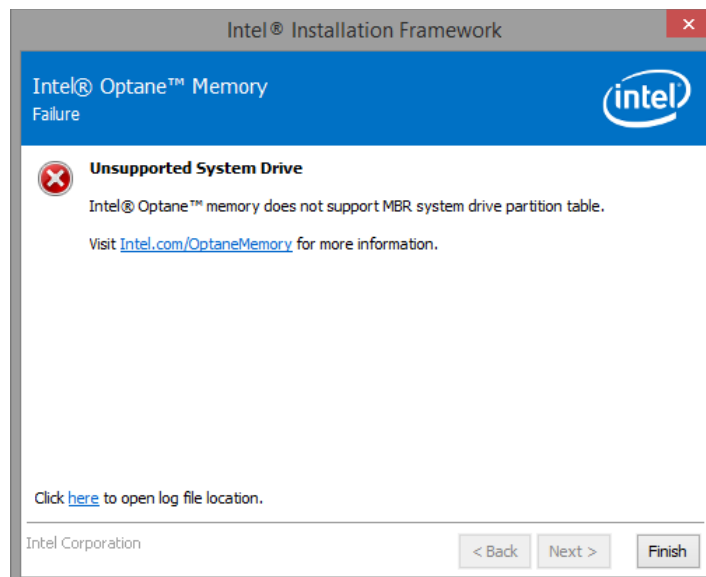 Intel® Installation Framework
Intel® Optane™ Memory
Failure
intel
Unsupported System Drive
Intel® Optane™ memory does not support MBR system drive partition table.
Visit Intel.com/OptaneMemory for more information.
Click here to open log file location.
Intel Corporation
< Back
Next >
Finish